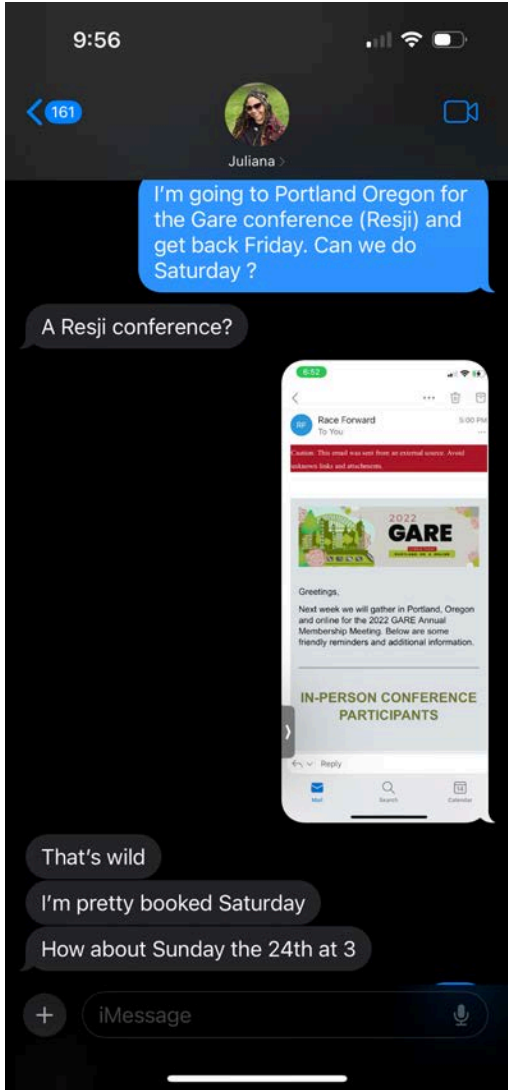 9:56
161
Juliana
I'm going to Portland Oregon for
the Gare conference (Resji) and
get back Friday. Can we do
Saturday ?
A Resji conference?
6:52
RF
Race Forward
To You
5:00 PM
Caution: This email was sent from an external source. Avoid
unknown links and attachments.
2022
GARE
Greetings,
Next week we will gather in Portland, Oregon
and online for the 2022 GARE Annual
Membership Meeting. Below are some
friendly reminders and additional information.
IN-PERSON CONFERENCE
PARTICIPANTS
Reply
Mail
Search
Calendar
That's wild
I'm pretty booked Saturday
How about Sunday the 24th at 3
iMessage